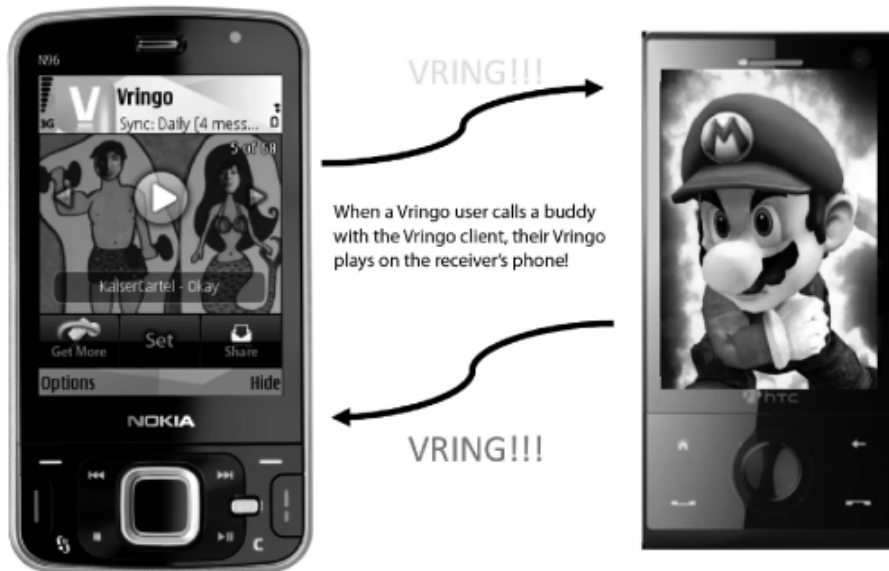 N96
VRING!!!
3G
V
Vringo
Sync: Daily [4 mess...
5 of 68
M
When a Vringo user calls a buddy
with the Vringo client, their Vringo
plays on the receiver's phone!
KaiserCartel - Okay
Get More
Set
Share
Options
Hide
NOKIA
hTC
VRING!!!
C